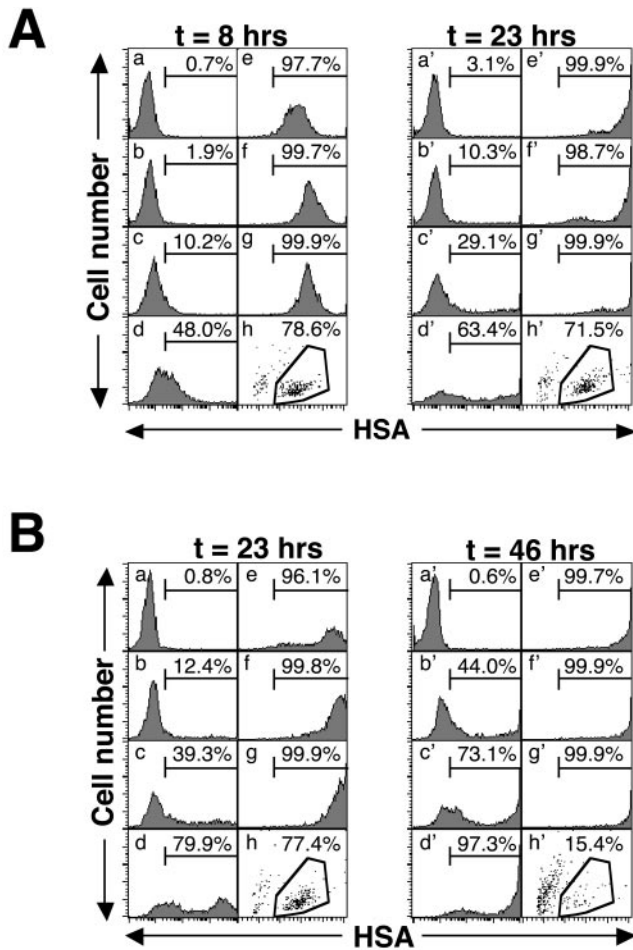 A
t = 8 hrs
t = 23 hrs
a 0.7% e 97.7%
a' 3.1% e' 99.9%
b 1.9% f 99.7%
b' 10.3% f' 98.7%
c 10.2% g 99.9%
c' 29.1% g' 99.9%
d 48.0% h 78.6%
d' 63.4% h' 71.5%
Cell number
HSA
B
t = 23 hrs
t = 46 hrs
a 0.8% e 96.1%
a' 0.6% e' 99.7%
b 12.4% f 99.8%
b' 44.0% f' 99.9%
c 39.3% g 99.9%
c' 73.1% g' 99.9%
d 79.9% h 77.4%
d' 97.3% h' 15.4%
Cell number
HSA